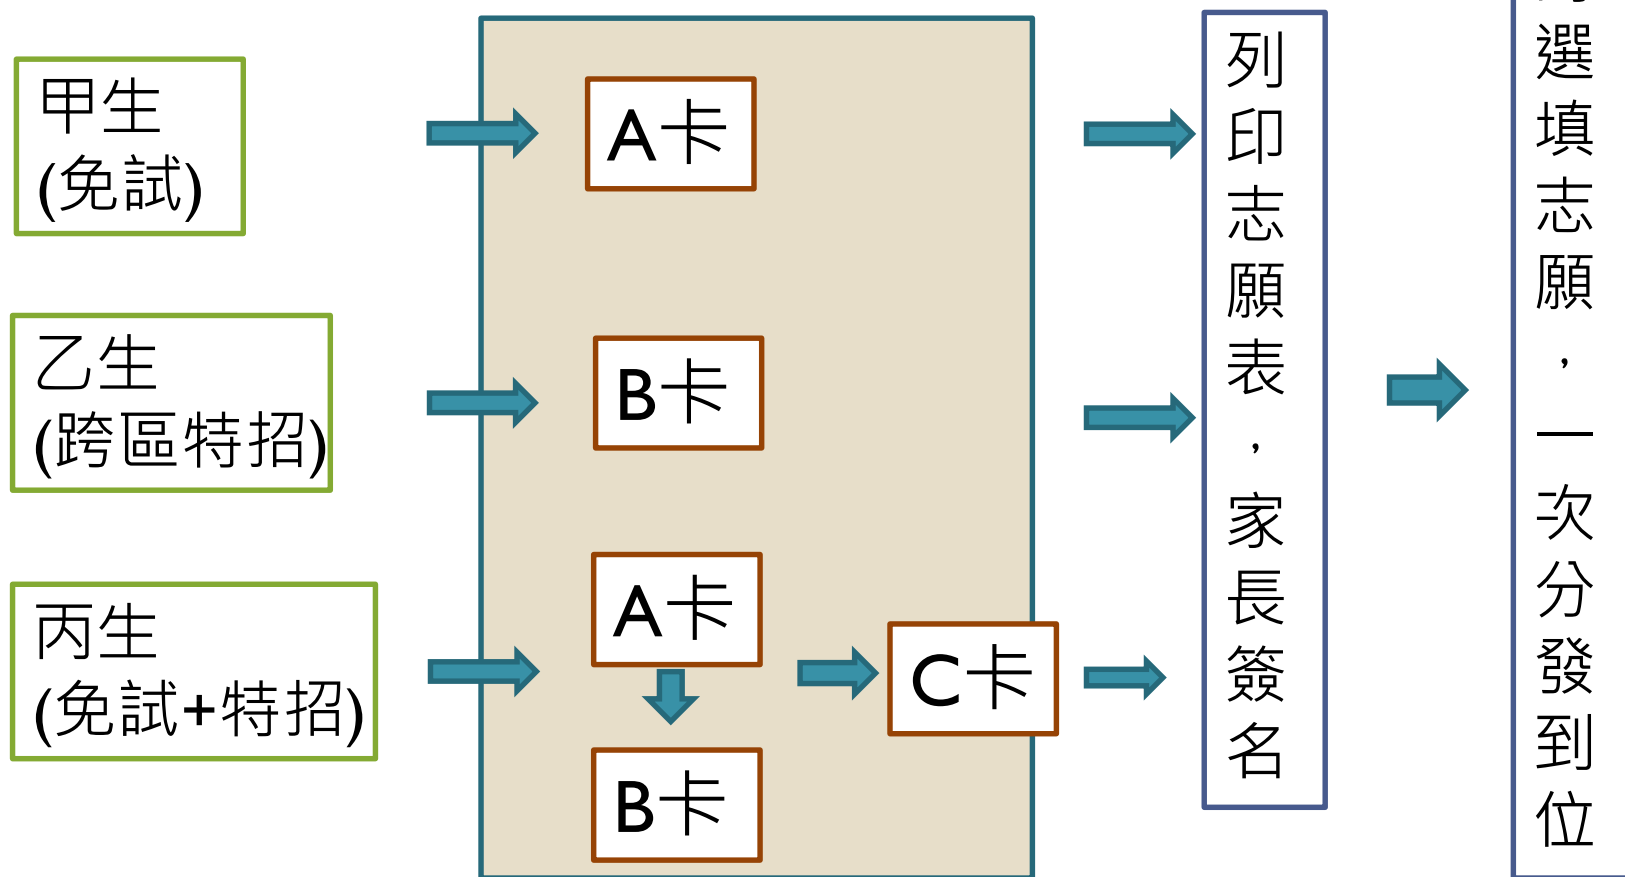 甲生
(免試)
A卡
乙生
(跨區特招)
B卡
丙生
(免試+特招)
A卡
B卡
C卡
列印志願表，家長簽名
選填志願，一次分發到位